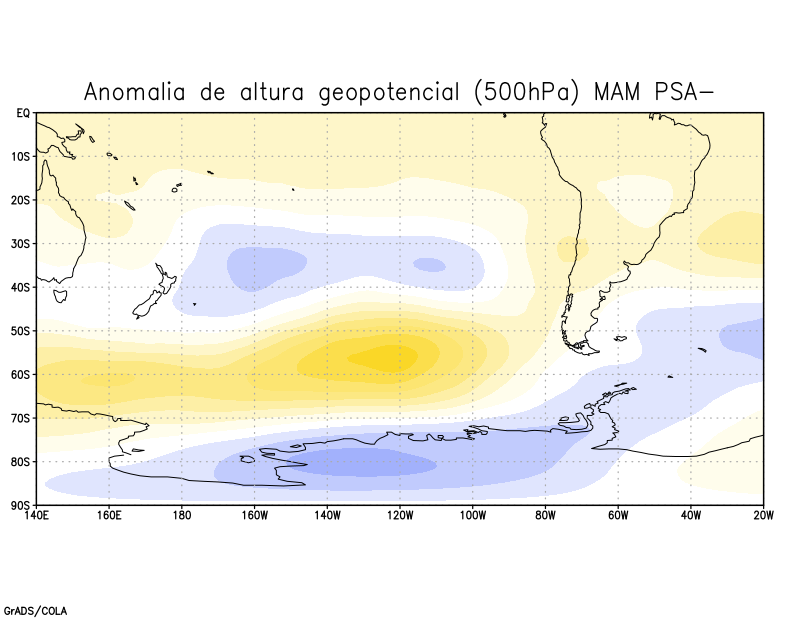 Anomalia de altura geopotencial (500hPa) MAM PSA−
EQ
10S
20S
30S
40S
50S
60S
70S
80S
90S
140E 160E 180 160W 140W 120W 100W 80W 60W 40W 20W
GrADS/COLA